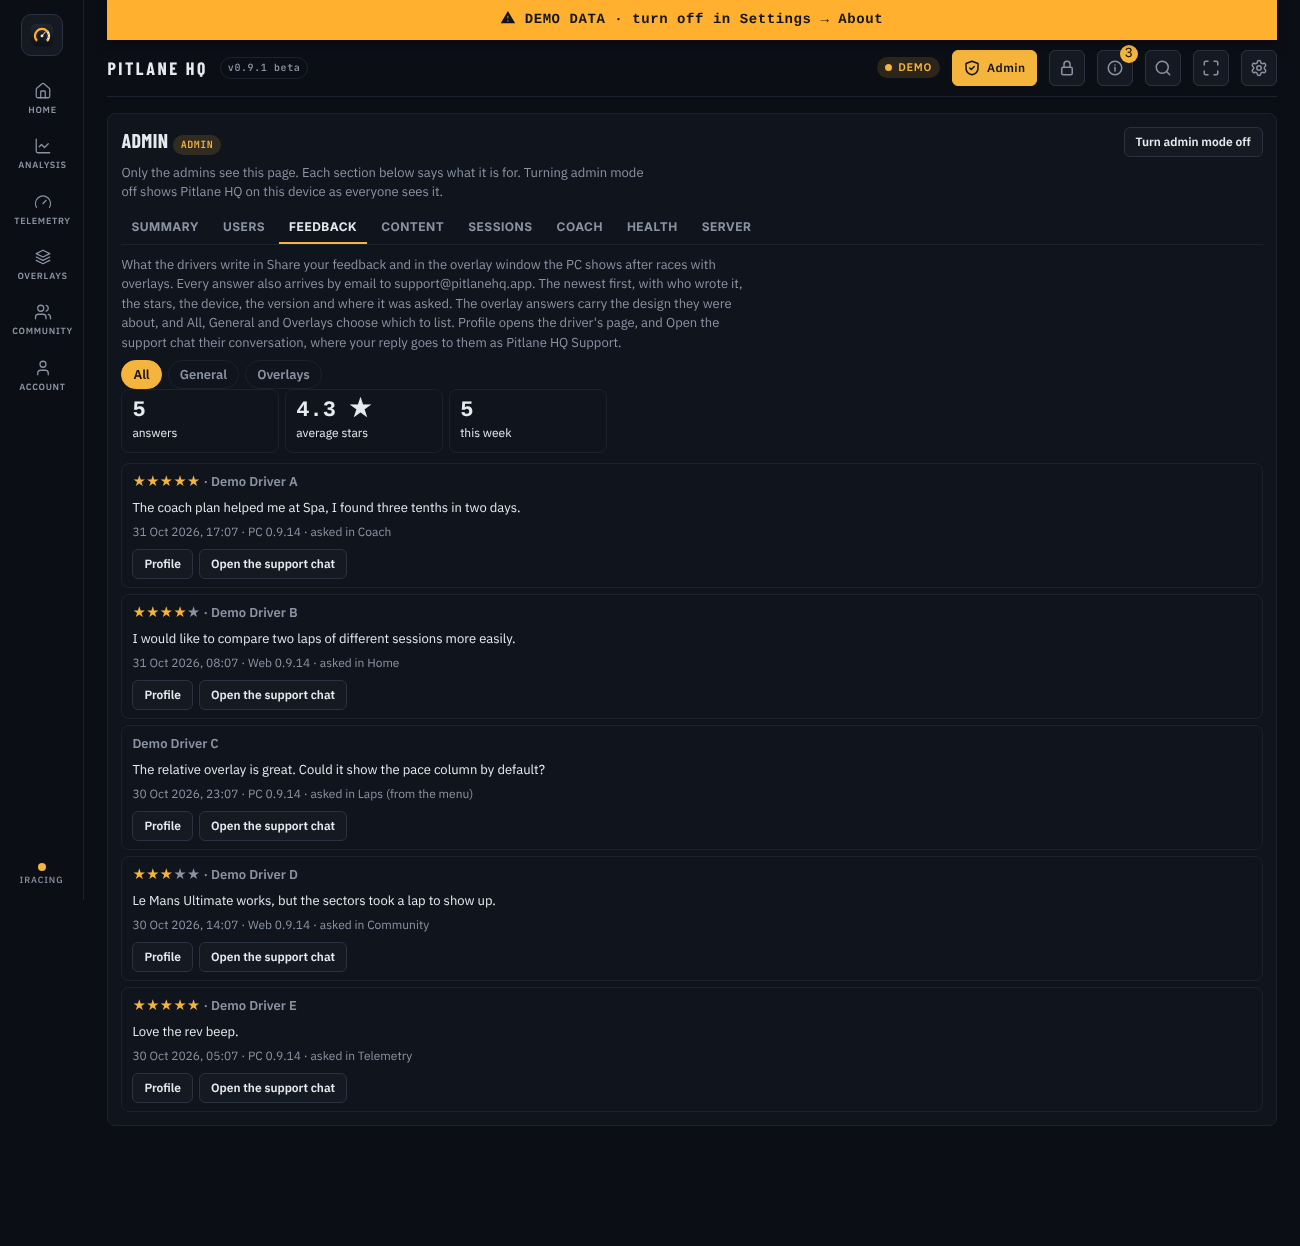 ⚠ DEMO DATA · turn off in Settings → About
PITLANE HQ v0.9.1 beta
DEMO
Admin
3
HOME
ANALYSIS
TELEMETRY
OVERLAYS
COMMUNITY
ACCOUNT
IRACING
ADMIN ADMIN
Turn admin mode off
Only the admins see this page. Each section below says what it is for. Turning admin mode
off shows Pitlane HQ on this device as everyone sees it.
SUMMARY USERS FEEDBACK CONTENT SESSIONS COACH HEALTH SERVER
What the drivers write in Share your feedback and in the overlay window the PC shows after races with
overlays. Every answer also arrives by email to support@pitlanehq.app. The newest first, with who wrote it,
the stars, the device, the version and where it was asked. The overlay answers carry the design they were
about, and All, General and Overlays choose which to list. Profile opens the driver's page, and Open the
support chat their conversation, where your reply goes to them as Pitlane HQ Support.
All General Overlays
5
answers
4.3 ★
average stars
5
this week
★★★★★ · Demo Driver A
The coach plan helped me at Spa, I found three tenths in two days.
31 Oct 2026, 17:07 · PC 0.9.14 · asked in Coach
Profile Open the support chat
★★★★★ · Demo Driver B
I would like to compare two laps of different sessions more easily.
31 Oct 2026, 08:07 · Web 0.9.14 · asked in Home
Profile Open the support chat
Demo Driver C
The relative overlay is great. Could it show the pace column by default?
30 Oct 2026, 23:07 · PC 0.9.14 · asked in Laps (from the menu)
Profile Open the support chat
★★★★★ · Demo Driver D
Le Mans Ultimate works, but the sectors took a lap to show up.
30 Oct 2026, 14:07 · Web 0.9.14 · asked in Community
Profile Open the support chat
★★★★★ · Demo Driver E
Love the rev beep.
30 Oct 2026, 05:07 · PC 0.9.14 · asked in Telemetry
Profile Open the support chat